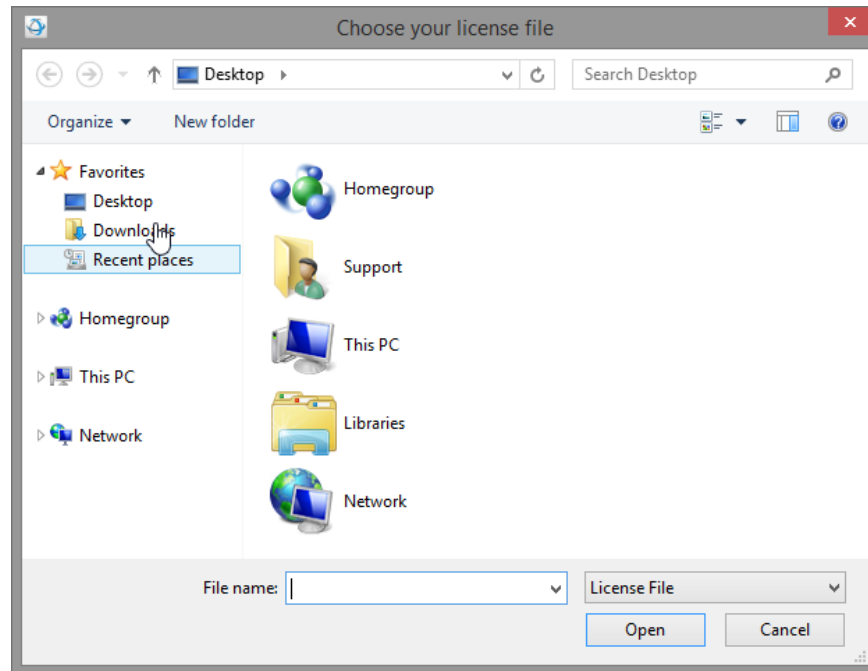 Choose your license file
Desktop
Search Desktop
Organize
New folder
Favorites
Desktop
Downloads
Recent places
Homegroup
This PC
Network
Homegroup
Support
This PC
Libraries
Network
File name:
License File
Open
Cancel